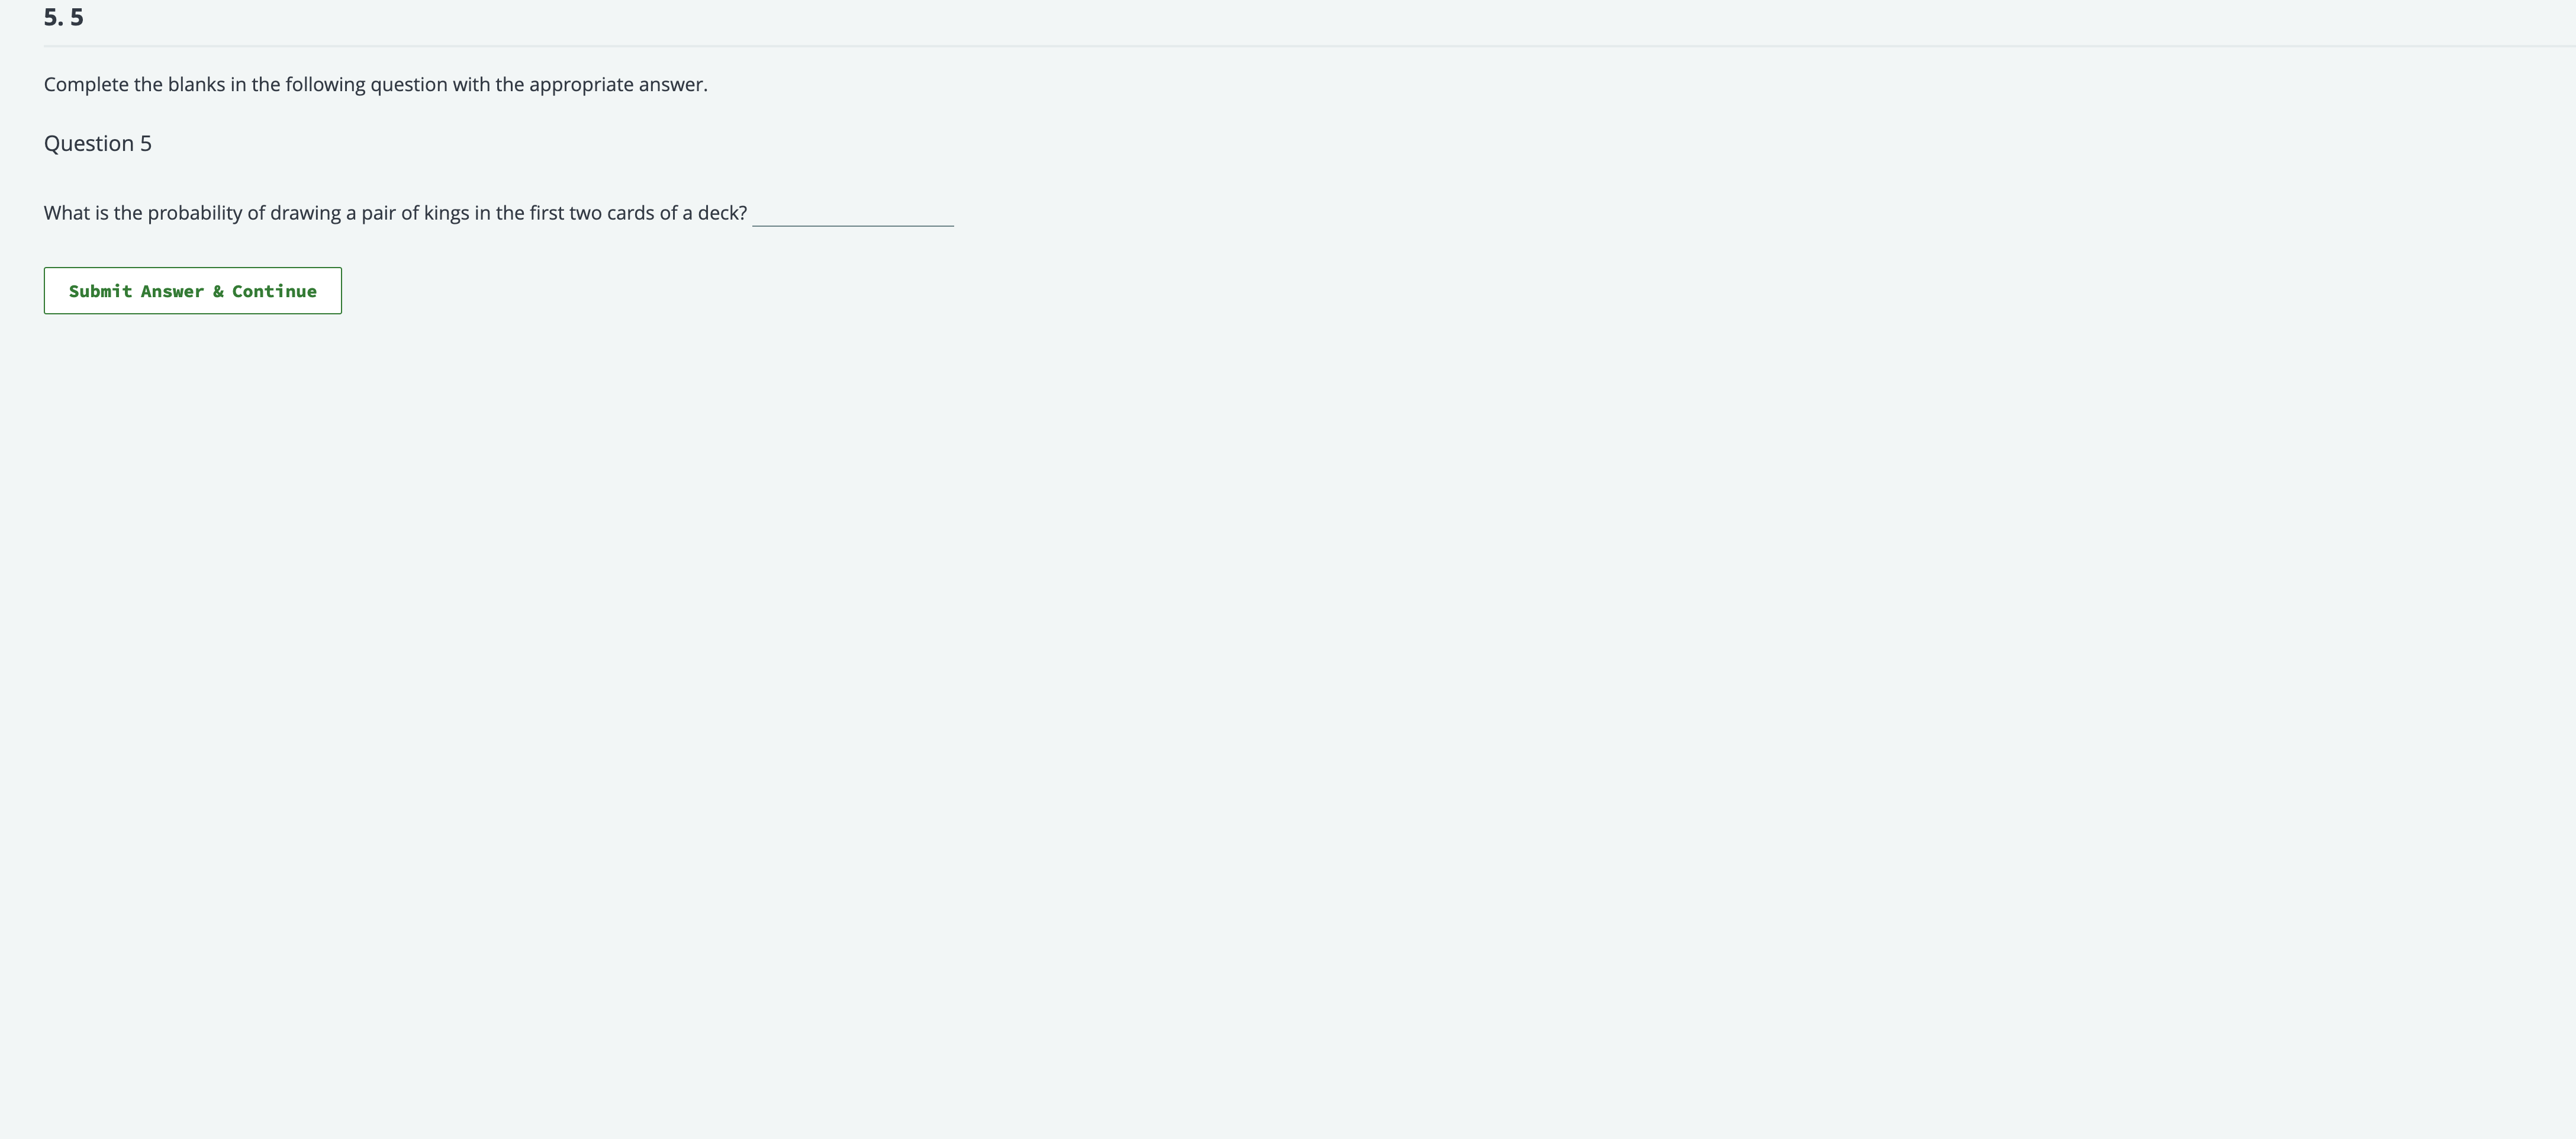 5. 5
Complete the blanks in the following question with the appropriate answer.
Question 5
What is the probability of drawing a pair of kings in the first two cards of a deck?
Submit Answer & Continue